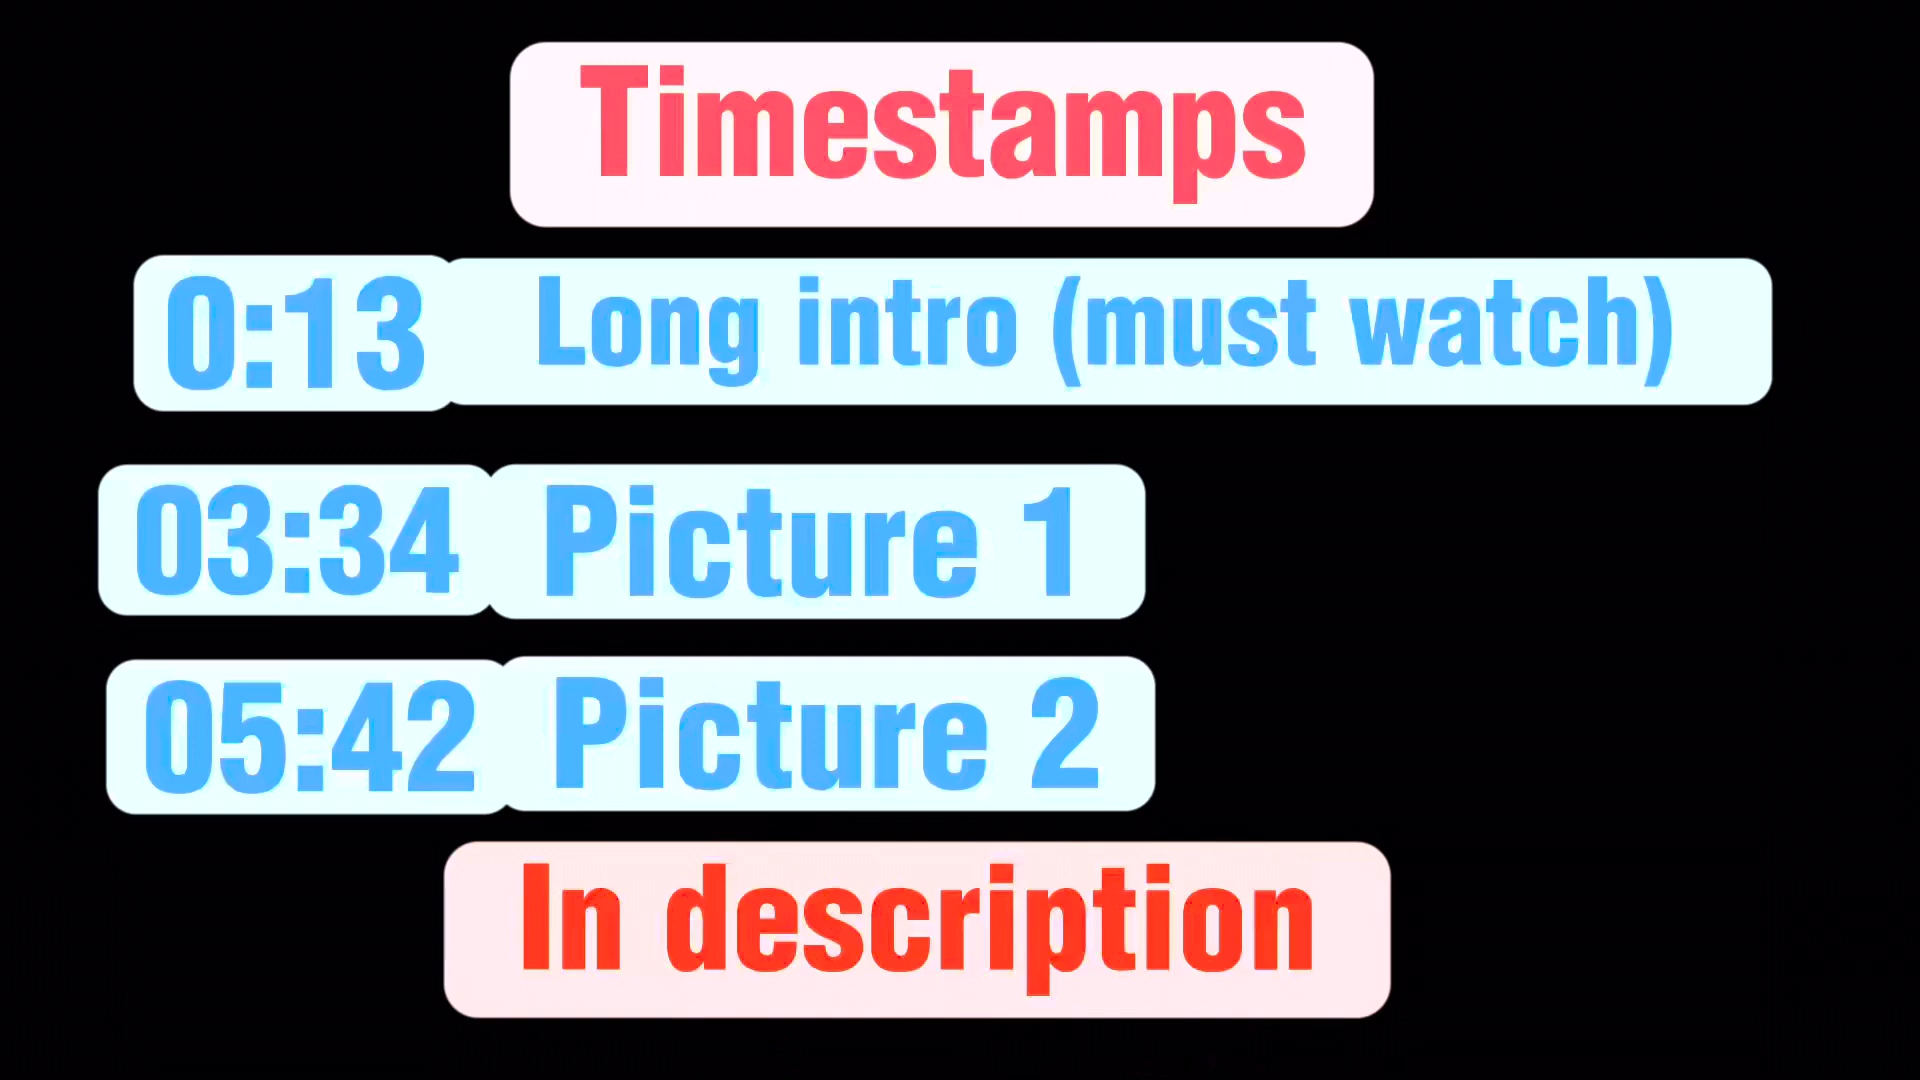 Timestamps
0:13 Long intro (must watch)
03:34 Picture 1
05:42 Picture 2
In description